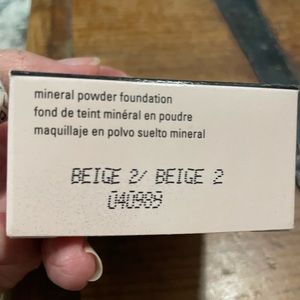 mineral powder foundation
fond de teint minéral en poudre
maquillaje en polvo suelto mineral
BEIGE 2/ BEIGE 2
040989